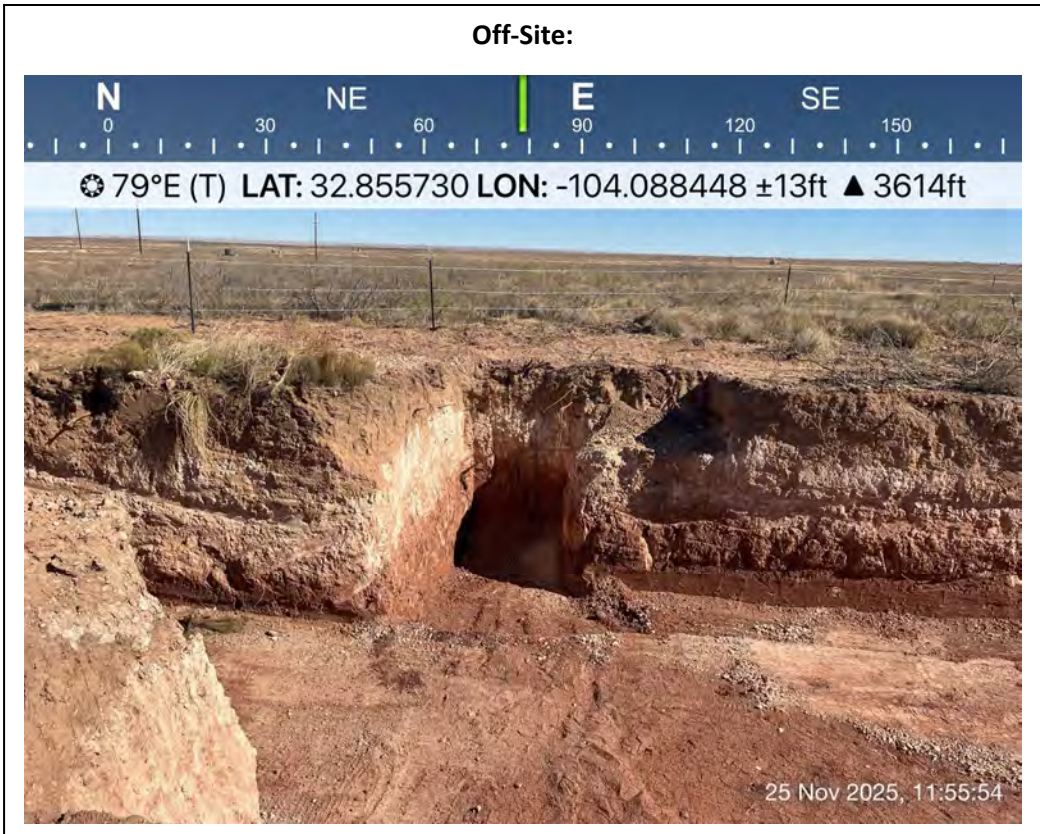 Off-Site:
N NE E SE
0 30 60 90 120 150
79°E (T) LAT: 32.855730 LON: -104.088448 ±13ft ▲ 3614ft
25 Nov 2025, 11:55:54